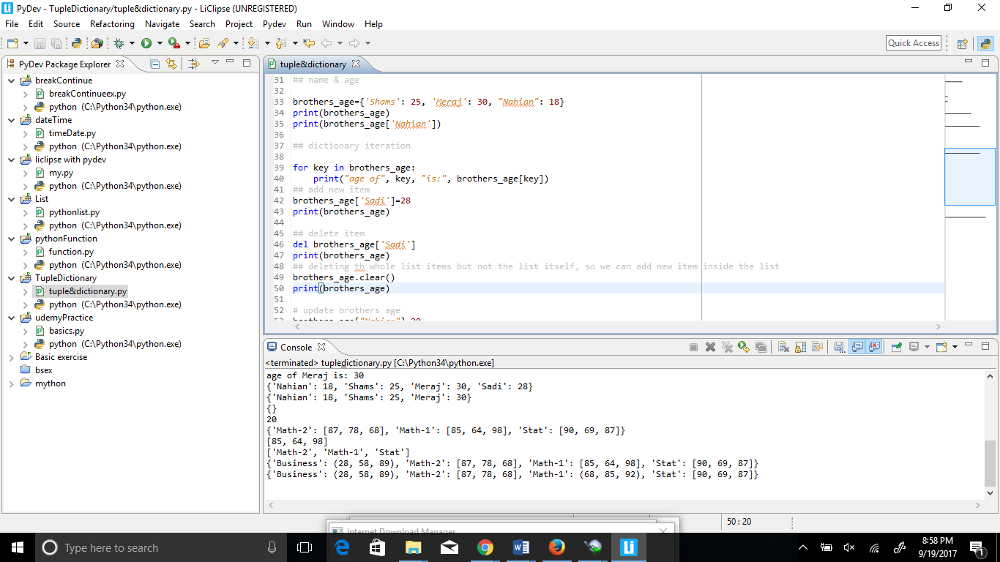 PyDev - TupleDictionary/tuple&dictionary.py - LiClipse (UNREGISTERED)
File Edit Source Refactoring Navigate Search Project Pydev Run Window Help
Quick Access
PyDev Package Explorer
breakContinue
breakContinueex.py
python (C:\Python34\python.exe)
dateTime
timeDate.py
python (C:\Python34\python.exe)
liclipse with pydev
my.py
python (C:\Python34\python.exe)
List
pythonlist.py
python (C:\Python34\python.exe)
pythonFunction
function.py
python (C:\Python34\python.exe)
TupleDictionary
tuple&dictionary.py
python (C:\Python34\python.exe)
udemyPractice
basics.py
python (C:\Python34\python.exe)
Basic exercise
bsex
mython
tuple&dictionary
31 ## name & age
32
33 brothers_age={'Shams': 25, 'Meraj': 30, "Nahian": 18}
34 print(brothers_age)
35 print(brothers_age['Nahian'])
36
37 ## dictionary iteration
38
39 for key in brothers_age:
40     print("age of", key, "is:", brothers_age[key])
41 ## add new item
42 brothers_age['Sadi']=28
43 print(brothers_age)
44
45 ## delete item
46 del brothers_age['Sadi']
47 print(brothers_age)
48 ## deleting th whole list items but not the list itself, so we can add new item inside the list
49 brothers_age.clear()
50 print(brothers_age)
51
52 # update brothers age
Console
<terminated> tupledictionary.py [C:\Python34\python.exe]
age of Meraj is: 30
{'Nahian': 18, 'Shams': 25, 'Meraj': 30, 'Sadi': 28}
{'Nahian': 18, 'Shams': 25, 'Meraj': 30}
{}
20
{'Math-2': [87, 78, 68], 'Math-1': [85, 64, 98], 'Stat': [90, 69, 87]}
[85, 64, 98]
['Math-2', 'Math-1', 'Stat']
{'Business': (28, 58, 89), 'Math-2': [87, 78, 68], 'Math-1': [85, 64, 98], 'Stat': [90, 69, 87]}
{'Business': (28, 58, 89), 'Math-2': [87, 78, 68], 'Math-1': (68, 85, 92), 'Stat': [90, 69, 87]}
50 : 20
Internet Download Manager
Type here to search
8:58 PM
9/19/2017
1